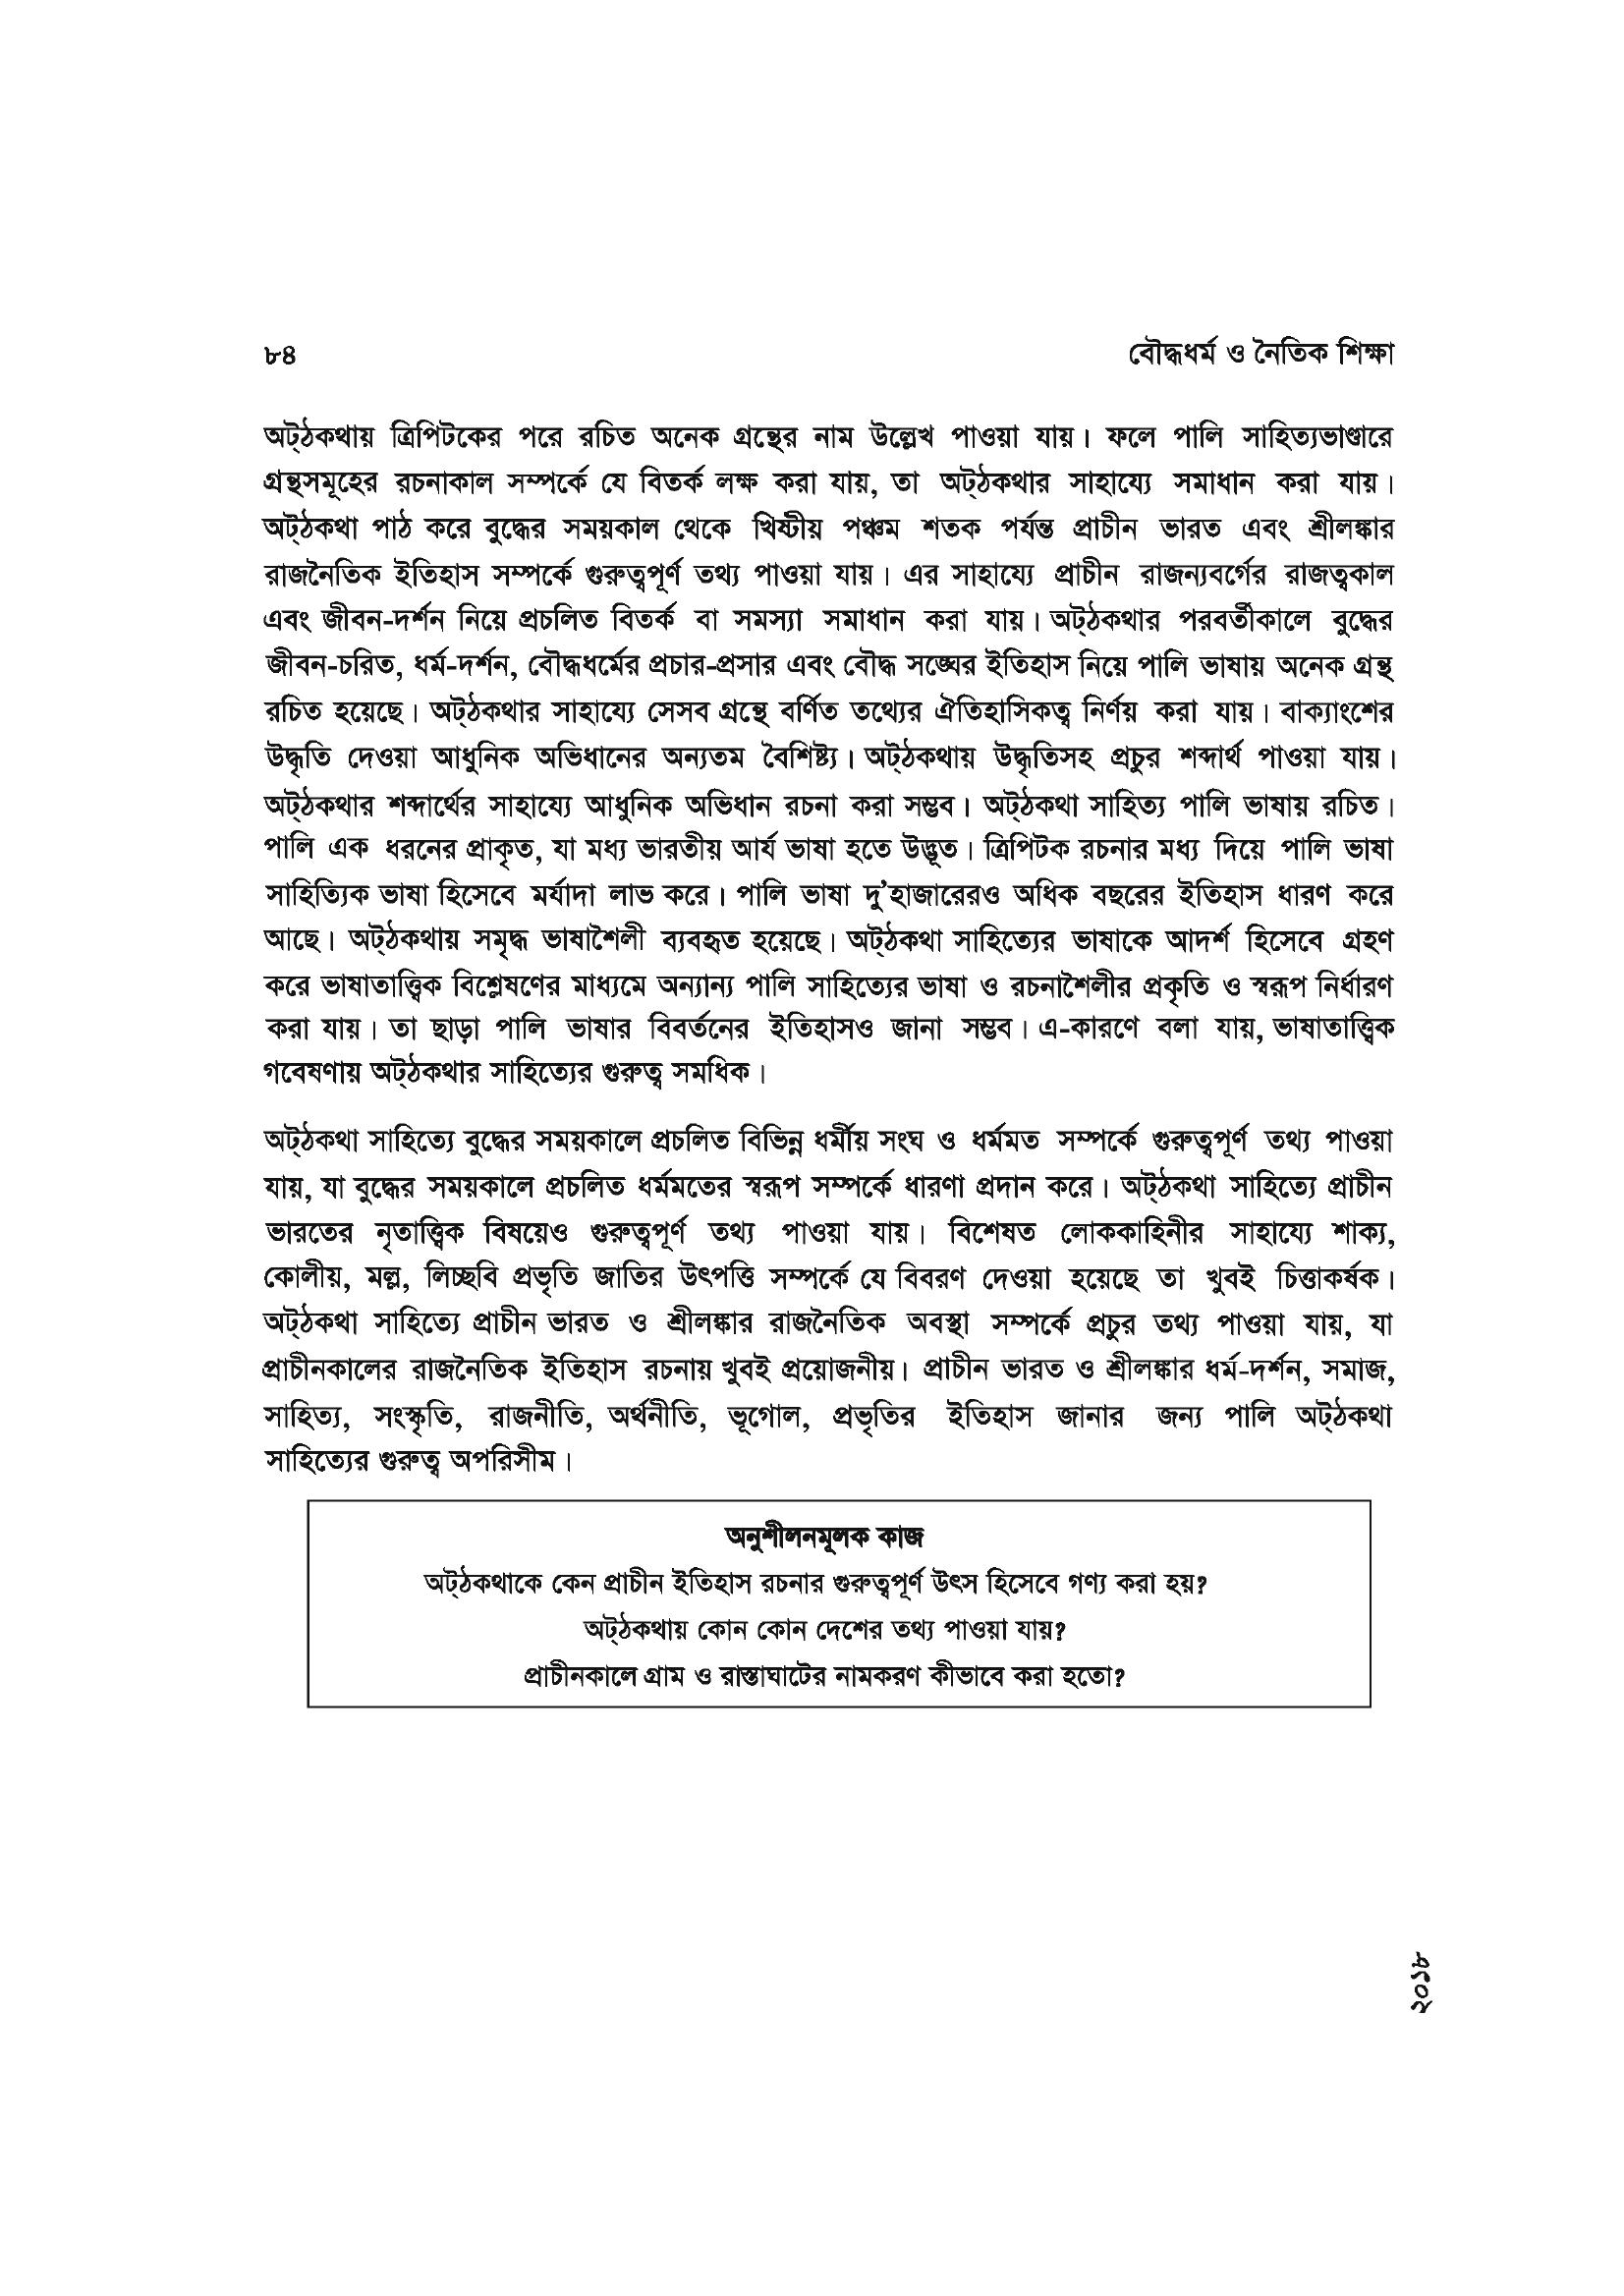 ৮৪
বৌদ্ধধর্ম ও নৈতিক শিক্ষা
অট্‌ঠকথায় ত্রিপিটকের পরে রচিত অনেক গ্রন্থের নাম উল্লেখ পাওয়া যায়। ফলে পালি সাহিত্যভাণ্ডারে
গ্রন্থসমূহের রচনাকাল সম্পর্কে যে বিতর্ক লক্ষ করা যায়, তা অট্‌ঠকথার সাহায্যে সমাধান করা যায়।
অট্‌ঠকথা পাঠ করে বুদ্ধের সময়কাল থেকে খিষ্টীয় পঞ্চম শতক পর্যন্ত প্রাচীন ভারত এবং শ্রীলঙ্কার
রাজনৈতিক ইতিহাস সম্পর্কে গুরুত্বপূর্ণ তথ্য পাওয়া যায়। এর সাহায্যে প্রাচীন রাজন্যবর্গের রাজত্বকাল
এবং জীবন-দর্শন নিয়ে প্রচলিত বিতর্ক বা সমস্যা সমাধান করা যায়। অট্‌ঠকথার পরবর্তীকালে বুদ্ধের
জীবন-চরিত, ধর্ম-দর্শন, বৌদ্ধধর্মের প্রচার-প্রসার এবং বৌদ্ধ সঙ্ঘের ইতিহাস নিয়ে পালি ভাষায় অনেক গ্রন্থ
রচিত হয়েছে। অট্‌ঠকথার সাহায্যে সেসব গ্রন্থে বর্ণিত তথ্যের ঐতিহাসিকত্ব নির্ণয় করা যায়। বাক্যাংশের
উদ্ধৃতি দেওয়া আধুনিক অভিধানের অন্যতম বৈশিষ্ট্য। অট্‌ঠকথায় উদ্ধৃতিসহ প্রচুর শব্দার্থ পাওয়া যায়।
অট্‌ঠকথার শব্দার্থের সাহায্যে আধুনিক অভিধান রচনা করা সম্ভব। অট্‌ঠকথা সাহিত্য পালি ভাষায় রচিত।
পালি এক ধরনের প্রাকৃত, যা মধ্য ভারতীয় আর্য ভাষা হতে উদ্ভূত। ত্রিপিটক রচনার মধ্য দিয়ে পালি ভাষা
সাহিত্যিক ভাষা হিসেবে মর্যাদা লাভ করে। পালি ভাষা দু’হাজারেরও অধিক বছরের ইতিহাস ধারণ করে
আছে। অট্‌ঠকথায় সমৃদ্ধ ভাষাশৈলী ব্যবহৃত হয়েছে। অট্‌ঠকথা সাহিত্যের ভাষাকে আদর্শ হিসেবে গ্রহণ
করে ভাষাতাত্ত্বিক বিশ্লেষণের মাধ্যমে অন্যান্য পালি সাহিত্যের ভাষা ও রচনাশৈলীর প্রকৃতি ও স্বরূপ নির্ধারণ
করা যায়। তা ছাড়া পালি ভাষার বিবর্তনের ইতিহাসও জানা সম্ভব। এ-কারণে বলা যায়, ভাষাতাত্ত্বিক
গবেষণায় অট্‌ঠকথার সাহিত্যের গুরুত্ব সমধিক।
অট্‌ঠকথা সাহিত্যে বুদ্ধের সময়কালে প্রচলিত বিভিন্ন ধর্মীয় সংঘ ও ধর্মমত সম্পর্কে গুরুত্বপূর্ণ তথ্য পাওয়া
যায়, যা বুদ্ধের সময়কালে প্রচলিত ধর্মমতের স্বরূপ সম্পর্কে ধারণা প্রদান করে। অট্‌ঠকথা সাহিত্যে প্রাচীন
ভারতের নৃতাত্ত্বিক বিষয়েও গুরুত্বপূর্ণ তথ্য পাওয়া যায়। বিশেষত লোককাহিনীর সাহায্যে শাক্য,
কোলীয়, মল্ল, লিচ্ছবি প্রভৃতি জাতির উৎপত্তি সম্পর্কে যে বিবরণ দেওয়া হয়েছে তা খুবই চিত্তাকর্ষক।
অট্‌ঠকথা সাহিত্যে প্রাচীন ভারত ও শ্রীলঙ্কার রাজনৈতিক অবস্থা সম্পর্কে প্রচুর তথ্য পাওয়া যায়, যা
প্রাচীনকালের রাজনৈতিক ইতিহাস রচনায় খুবই প্রয়োজনীয়। প্রাচীন ভারত ও শ্রীলঙ্কার ধর্ম-দর্শন, সমাজ,
সাহিত্য, সংস্কৃতি, রাজনীতি, অর্থনীতি, ভূগোল, প্রভৃতির ইতিহাস জানার জন্য পালি অট্‌ঠকথা
সাহিত্যের গুরুত্ব অপরিসীম।
অনুশীলনমূলক কাজ
অট্‌ঠকথাকে কেন প্রাচীন ইতিহাস রচনার গুরুত্বপূর্ণ উৎস হিসেবে গণ্য করা হয়?
অট্‌ঠকথায় কোন কোন দেশের তথ্য পাওয়া যায়?
প্রাচীনকালে গ্রাম ও রাস্তাঘাটের নামকরণ কীভাবে করা হতো?
২০১৮